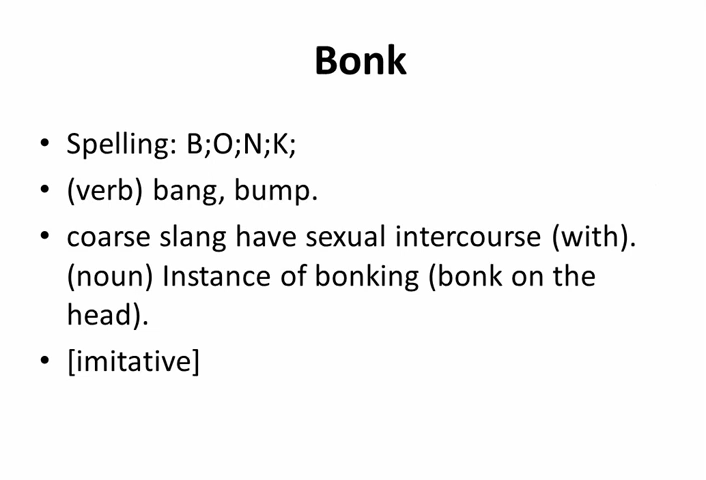 Bonk
• Spelling: B;O;N;K;
• (verb) bang, bump.
• coarse slang have sexual intercourse (with).
(noun) Instance of bonking (bonk on the
head).
• [imitative]